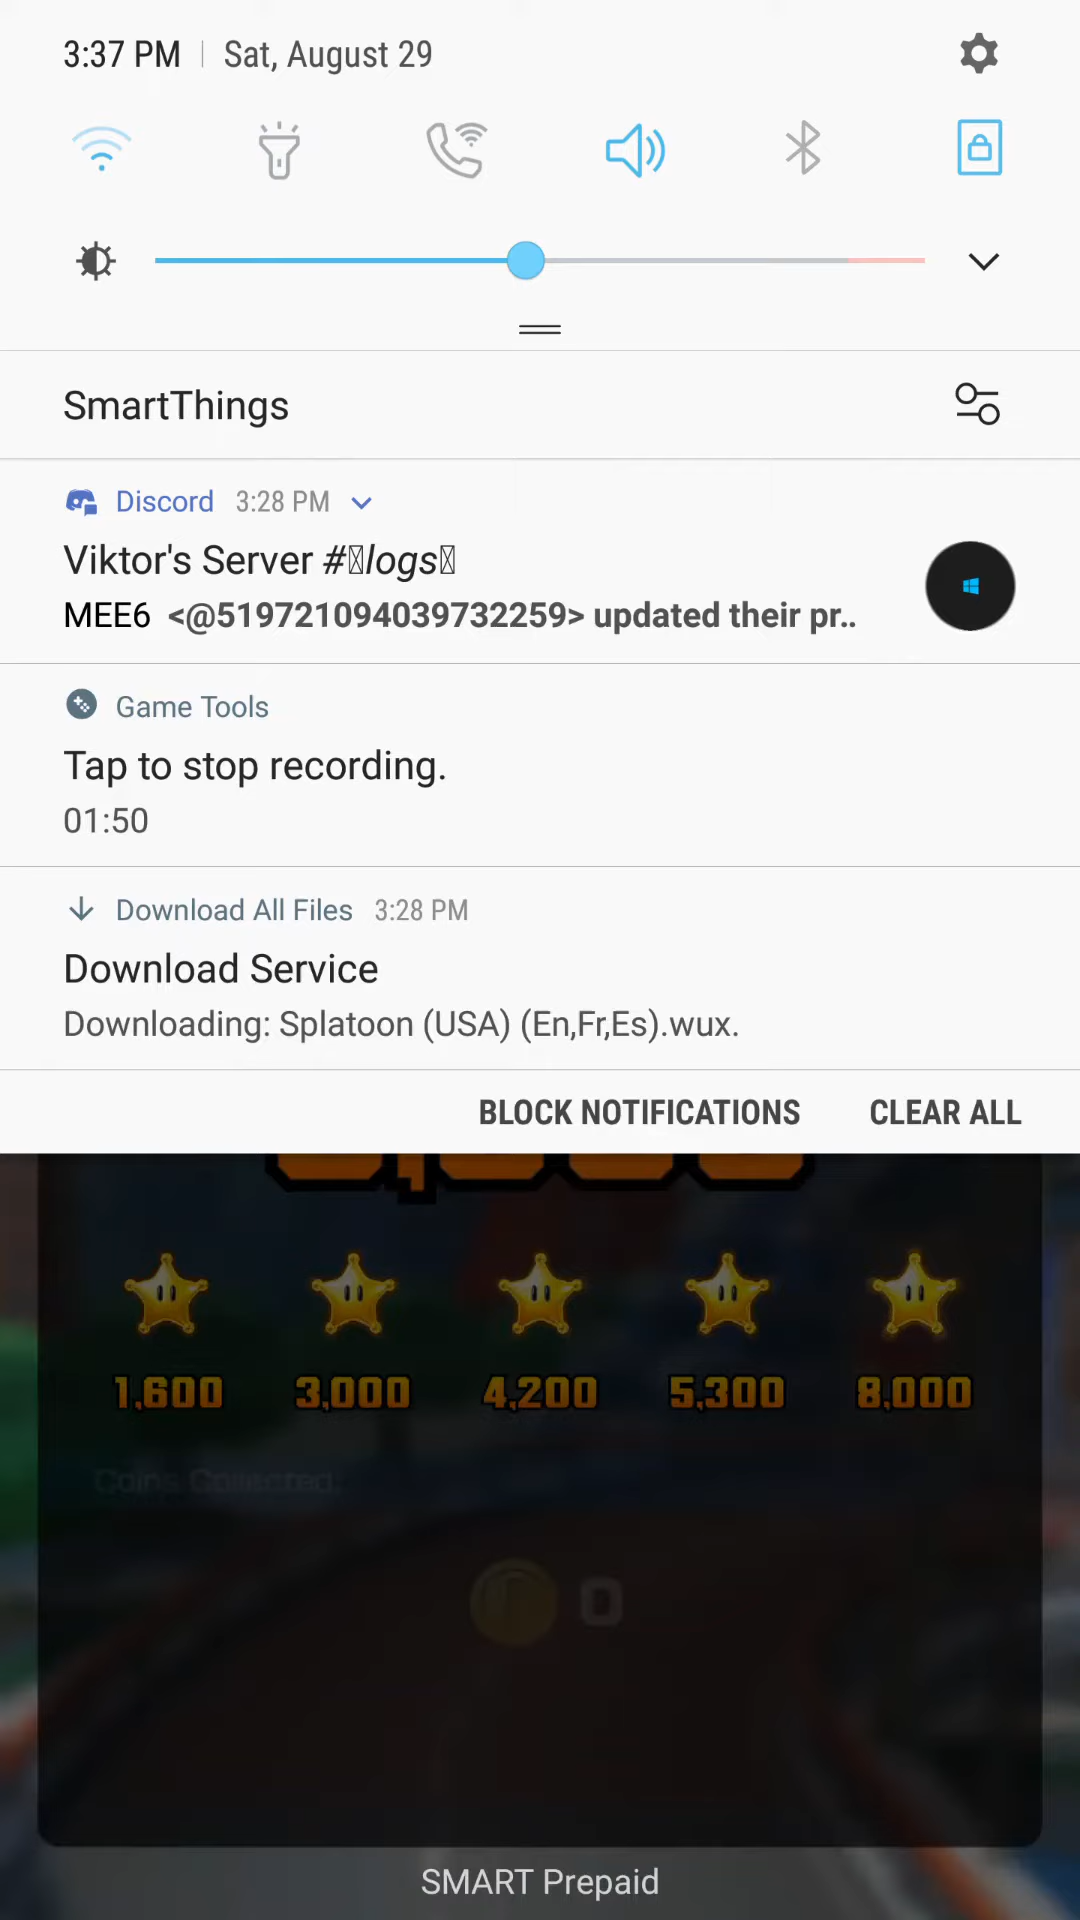 3:37 PM | Sat, August 29
SmartThings
Discord 3:28 PM
Viktor's Server #logs
MEE6 <@519721094039732259> updated their pr..
Game Tools
Tap to stop recording.
01:50
Download All Files 3:28 PM
Download Service
Downloading: Splatoon (USA) (En,Fr,Es).wux.
BLOCK NOTIFICATIONS CLEAR ALL
1,600 3,000 4,200 5,300 8,000
Coins Collected:
0
SMART Prepaid